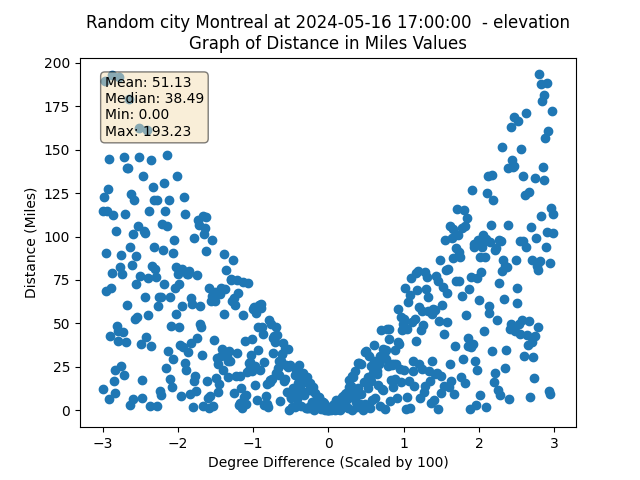 Random city Montreal at 2024-05-16 17:00:00  - elevation
Graph of Distance in Miles Values
Mean: 51.13
Median: 38.49
Min: 0.00
Max: 193.23
Distance (Miles)
200
175
150
125
100
75
50
25
0
−3
−2
−1
0
1
2
3
Degree Difference (Scaled by 100)